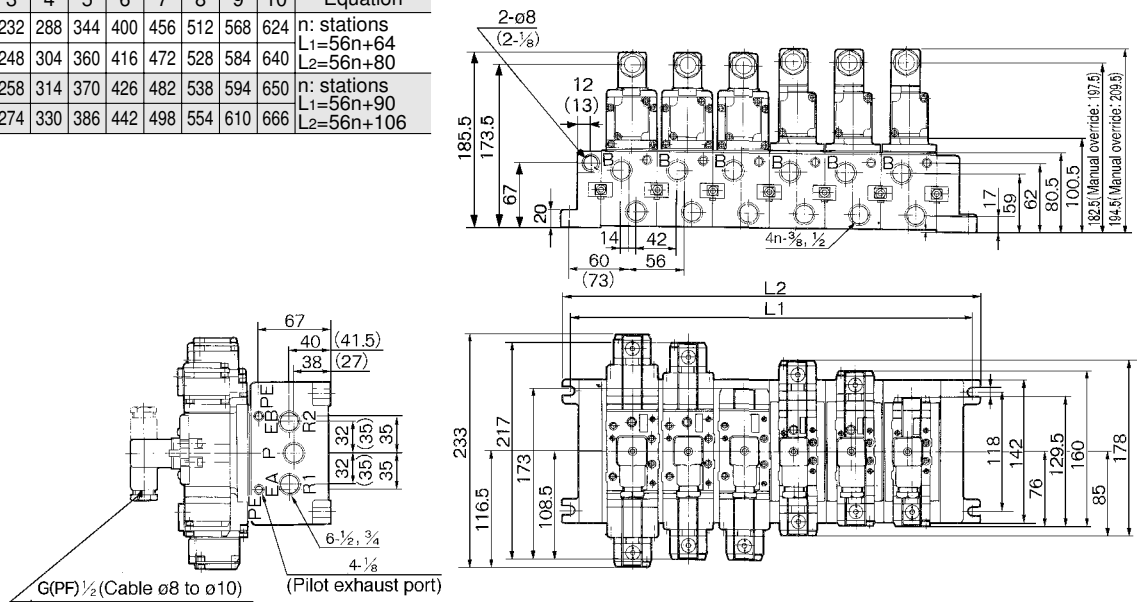 3 4 5 6 7 8 9 10 Equation
232 288 344 400 456 512 568 624 n: stations
L1=56n+64
248 304 360 416 472 528 584 640 L2=56n+80
258 314 370 426 482 538 594 650 n: stations
L1=56n+90
274 330 386 442 498 554 610 666 L2=56n+106
2-ø8
(2-⅛)
12
(13)
185.5
173.5
67
20
B B B B B B
14 42
60 56
(73)
4n-⅜, ½
17
59
62
80.5
100.5
182.5(Manual override: 197.5)
194.5(Manual override: 209.5)
L2
L1
67
40 (41.5)
38 (27)
PE
EB
R2
P
EA
R1
PE
32
(35)
35
32
(35)
35
6-½, ¾
4-⅛
(Pilot exhaust port)
G(PF)½(Cable ø8 to ø10)
233
116.5
217
173
108.5
118
142
76
129.5
160
85
178